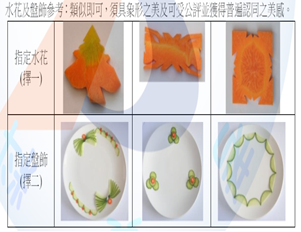 水花及盤飾參考：類似即可，須具象形之美及可受公評並獲得普遍認同之美感。
指定水花
(擇一)
指定盤飾
(擇二)